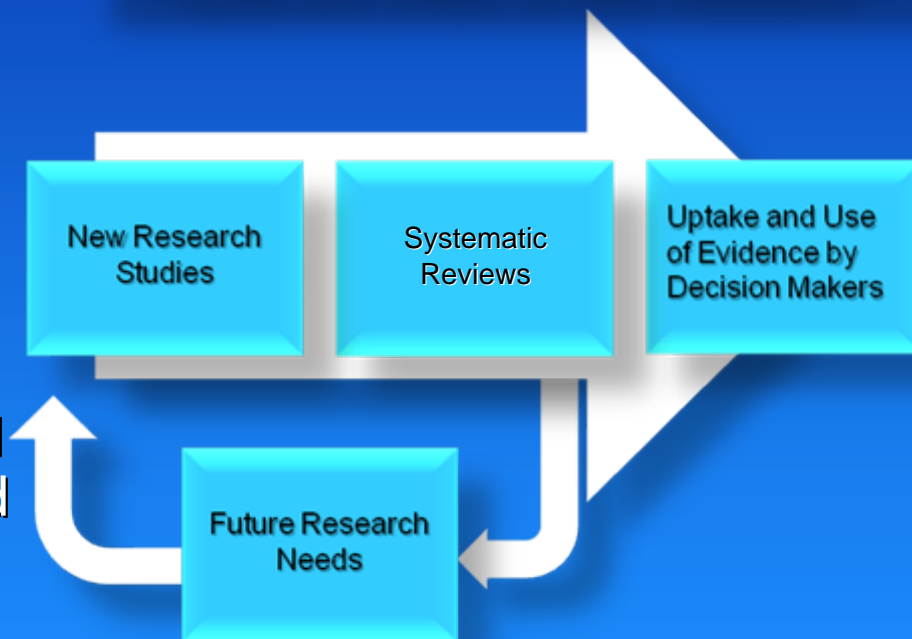 New Research
Studies
Systematic
Reviews
Uptake and Use
of Evidence by
Decision Makers
Future Research
Needs